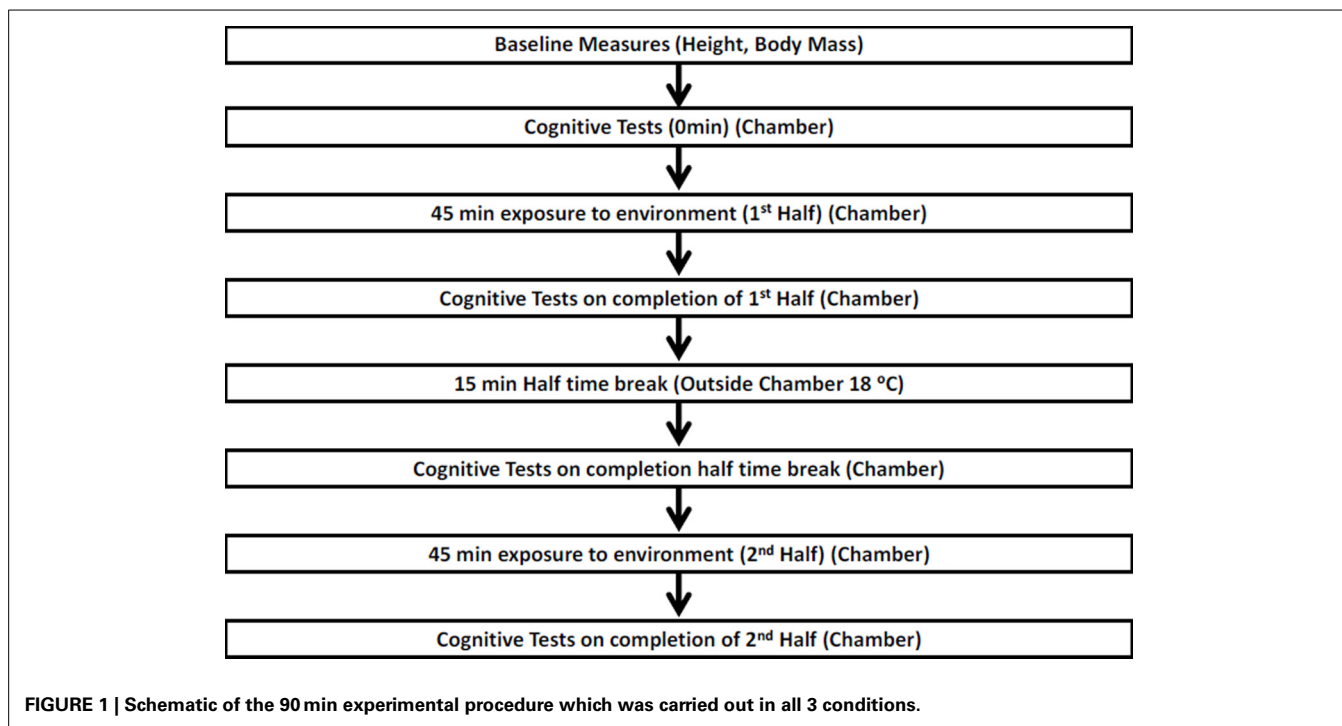 Baseline Measures (Height, Body Mass)
Cognitive Tests (0min) (Chamber)
45 min exposure to environment (1st Half) (Chamber)
Cognitive Tests on completion of 1st Half (Chamber)
15 min Half time break (Outside Chamber 18 °C)
Cognitive Tests on completion half time break (Chamber)
45 min exposure to environment (2nd Half) (Chamber)
Cognitive Tests on completion of 2nd Half (Chamber)
FIGURE 1 | Schematic of the 90 min experimental procedure which was carried out in all 3 conditions.